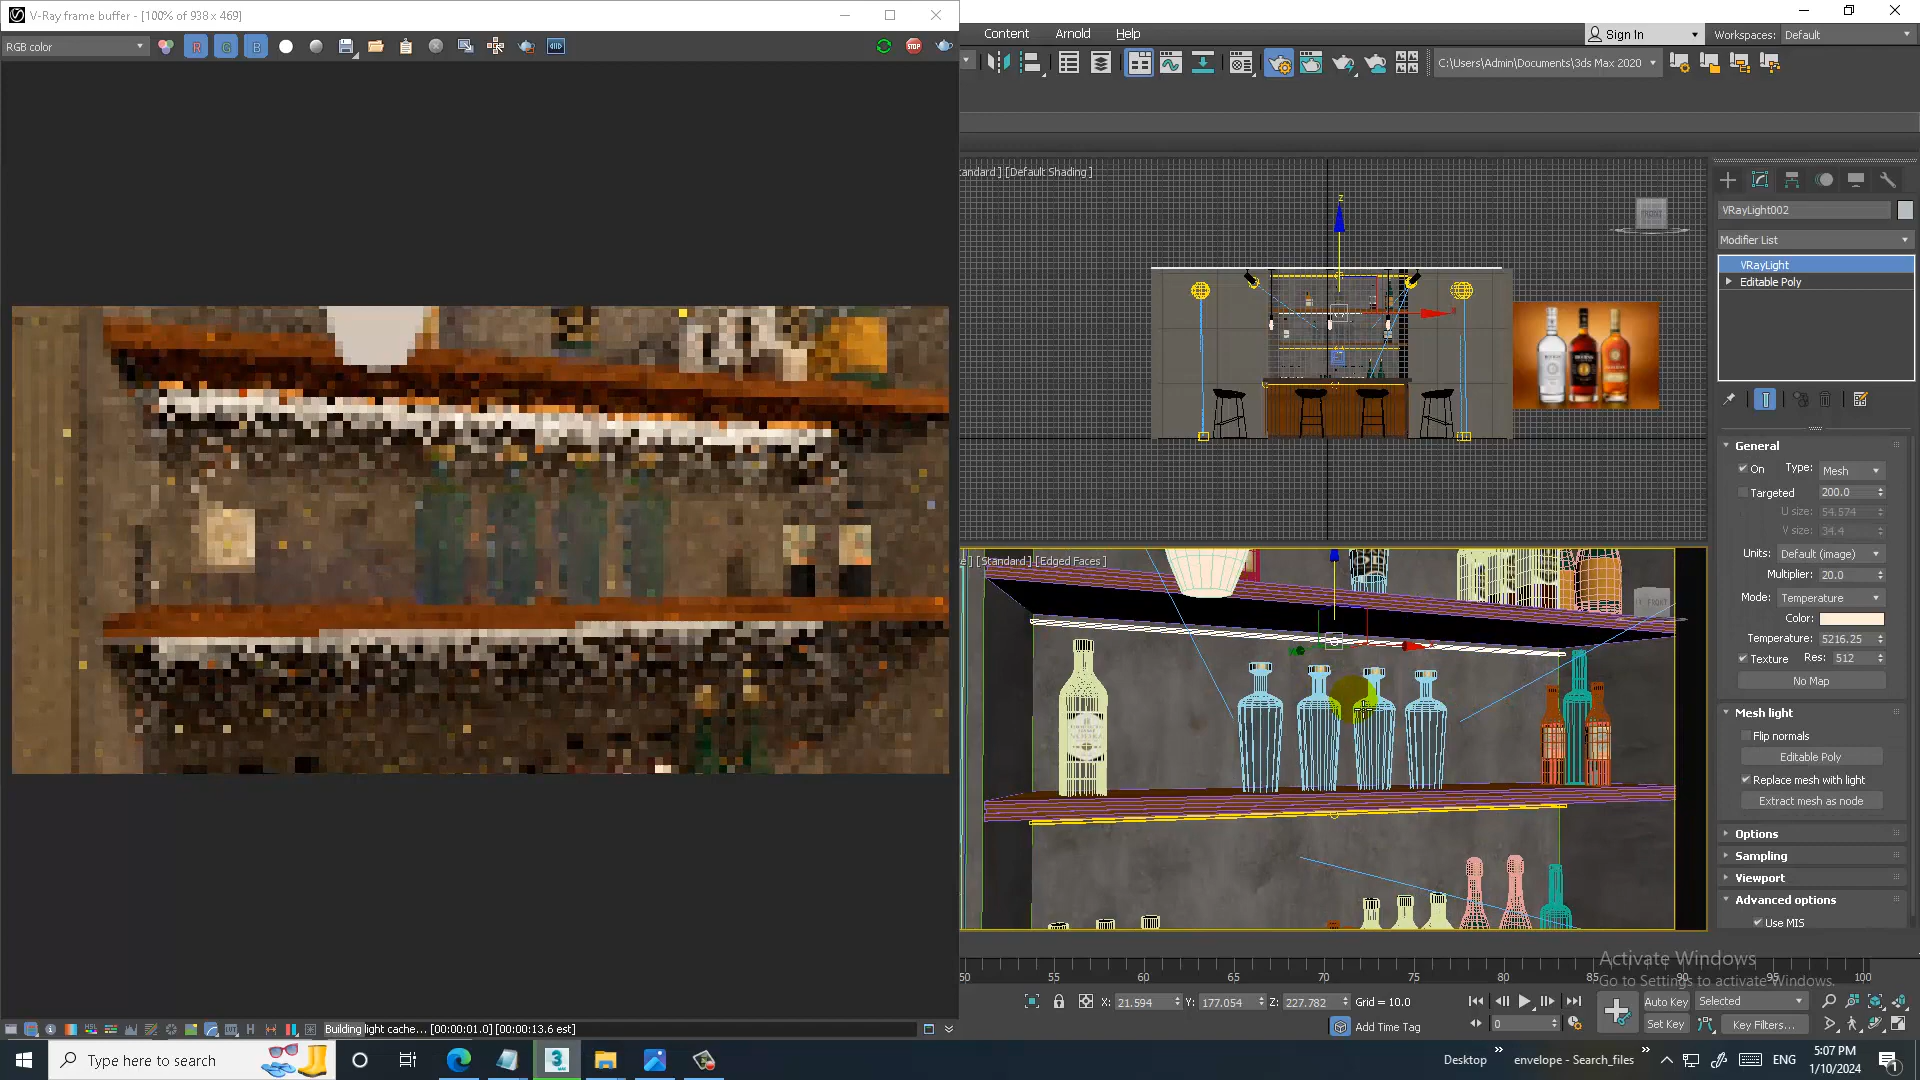 V-Ray frame buffer - [100% of 938 x 469]
RGB color
R G B
STOP
Building light cache... [00:00:01.0] [00:00:13.6 est]
Content Arnold Help
Sign In
Workspaces: Default
C:\Users\Admin\Documents\3ds Max 2020
[Default Shading]
FRONT
[Standard] [Edged Faces]
FRONT
VRayLight002
Modifier List
VRayLight
Editable Poly
General
On Type: Mesh
Targeted 200.0
U size: 54.574
V size: 34.4
Units: Default (image)
Multiplier: 20.0
Mode: Temperature
Color:
Temperature: 5216.25
Texture Res: 512
No Map
Mesh light
Flip normals
Editable Poly
Replace mesh with light
Extract mesh as node
Options
Sampling
Viewport
Advanced options
Use MIS
Activate Windows
Go to Settings to activate Windows.
50 55 60 65 70 75 80 85 90 95 100
X: 21.594 Y: 177.054 Z: 227.782 Grid = 10.0
Add Time Tag
0
Auto Key Selected
Set Key Key Filters...
Type here to search
Desktop envelope - Search_files ENG
5:07 PM
1/10/2024